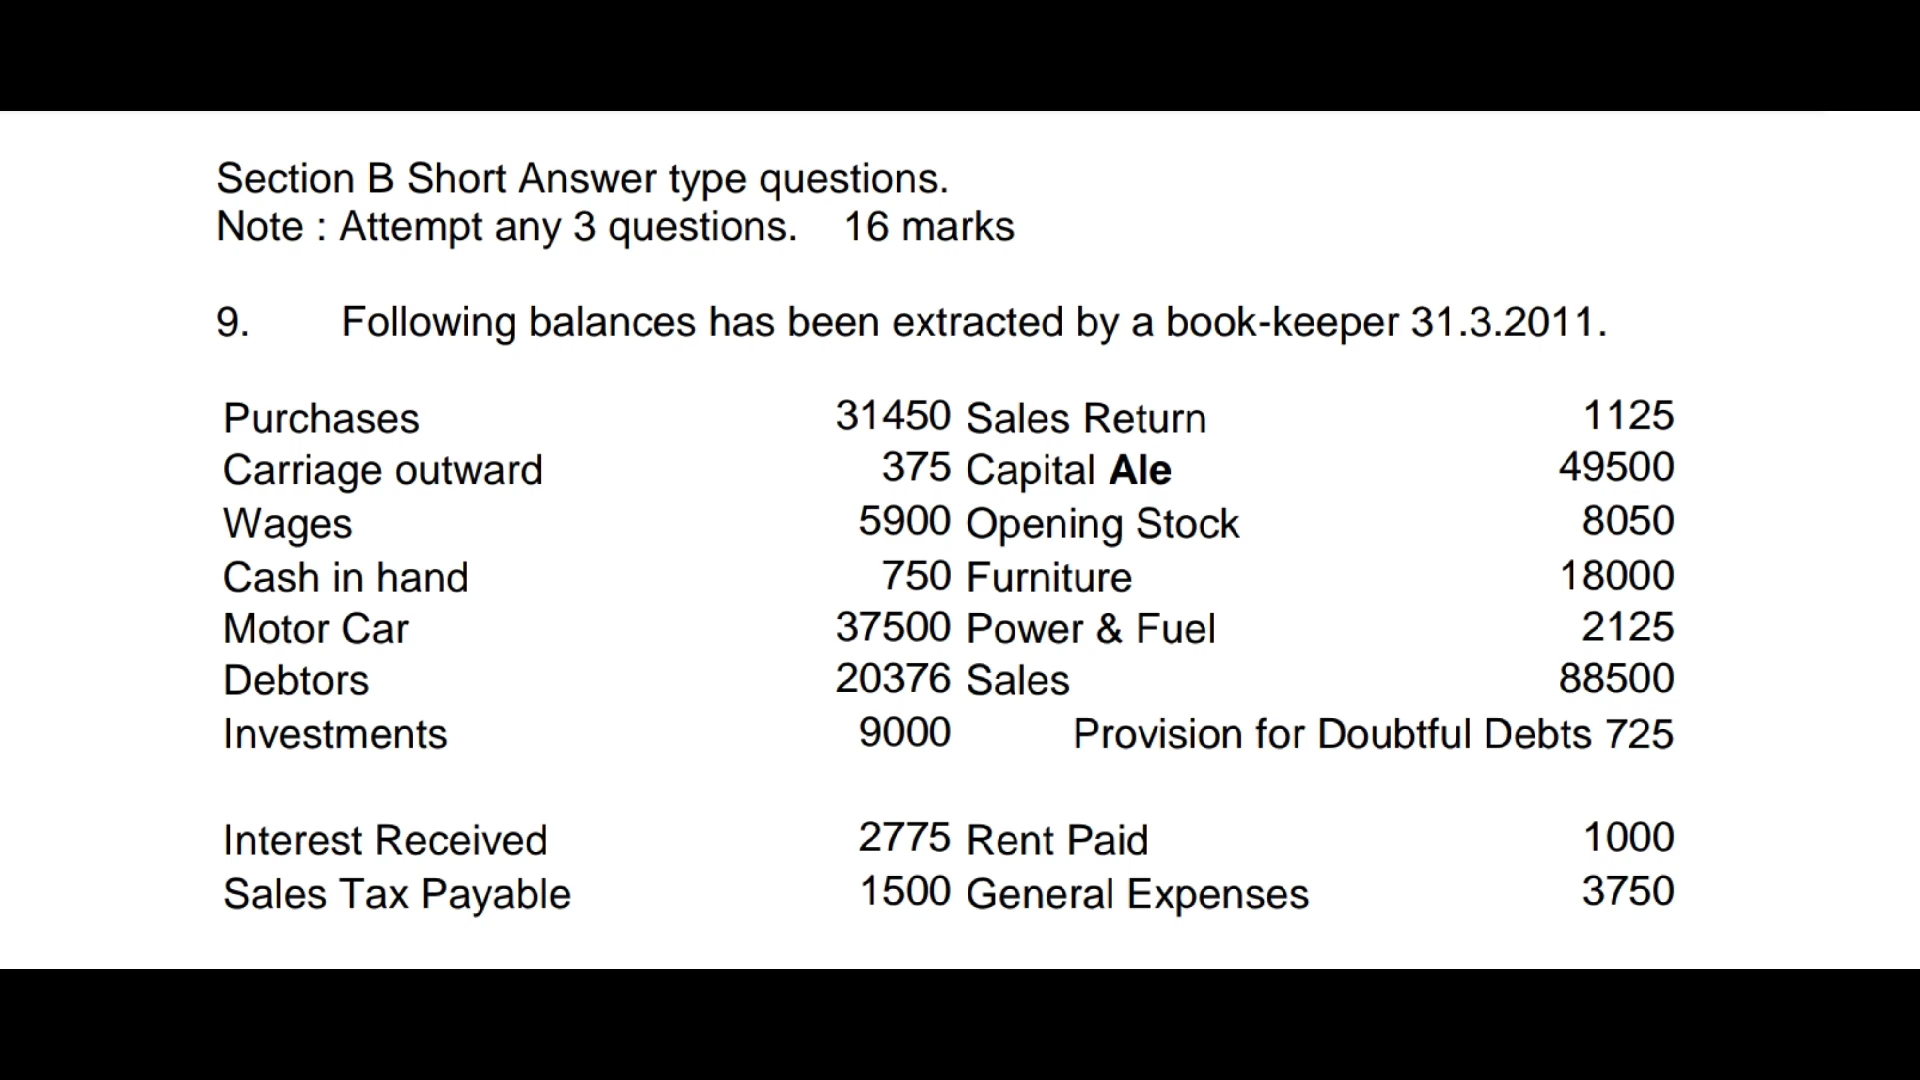 Section B Short Answer type questions.
Note : Attempt any 3 questions. 16 marks
9. Following balances has been extracted by a book-keeper 31.3.2011.
Purchases 31450 Sales Return 1125
Carriage outward 375 Capital Ale 49500
Wages 5900 Opening Stock 8050
Cash in hand 750 Furniture 18000
Motor Car 37500 Power & Fuel 2125
Debtors 20376 Sales 88500
Investments 9000 Provision for Doubtful Debts 725
Interest Received 2775 Rent Paid 1000
Sales Tax Payable 1500 General Expenses 3750